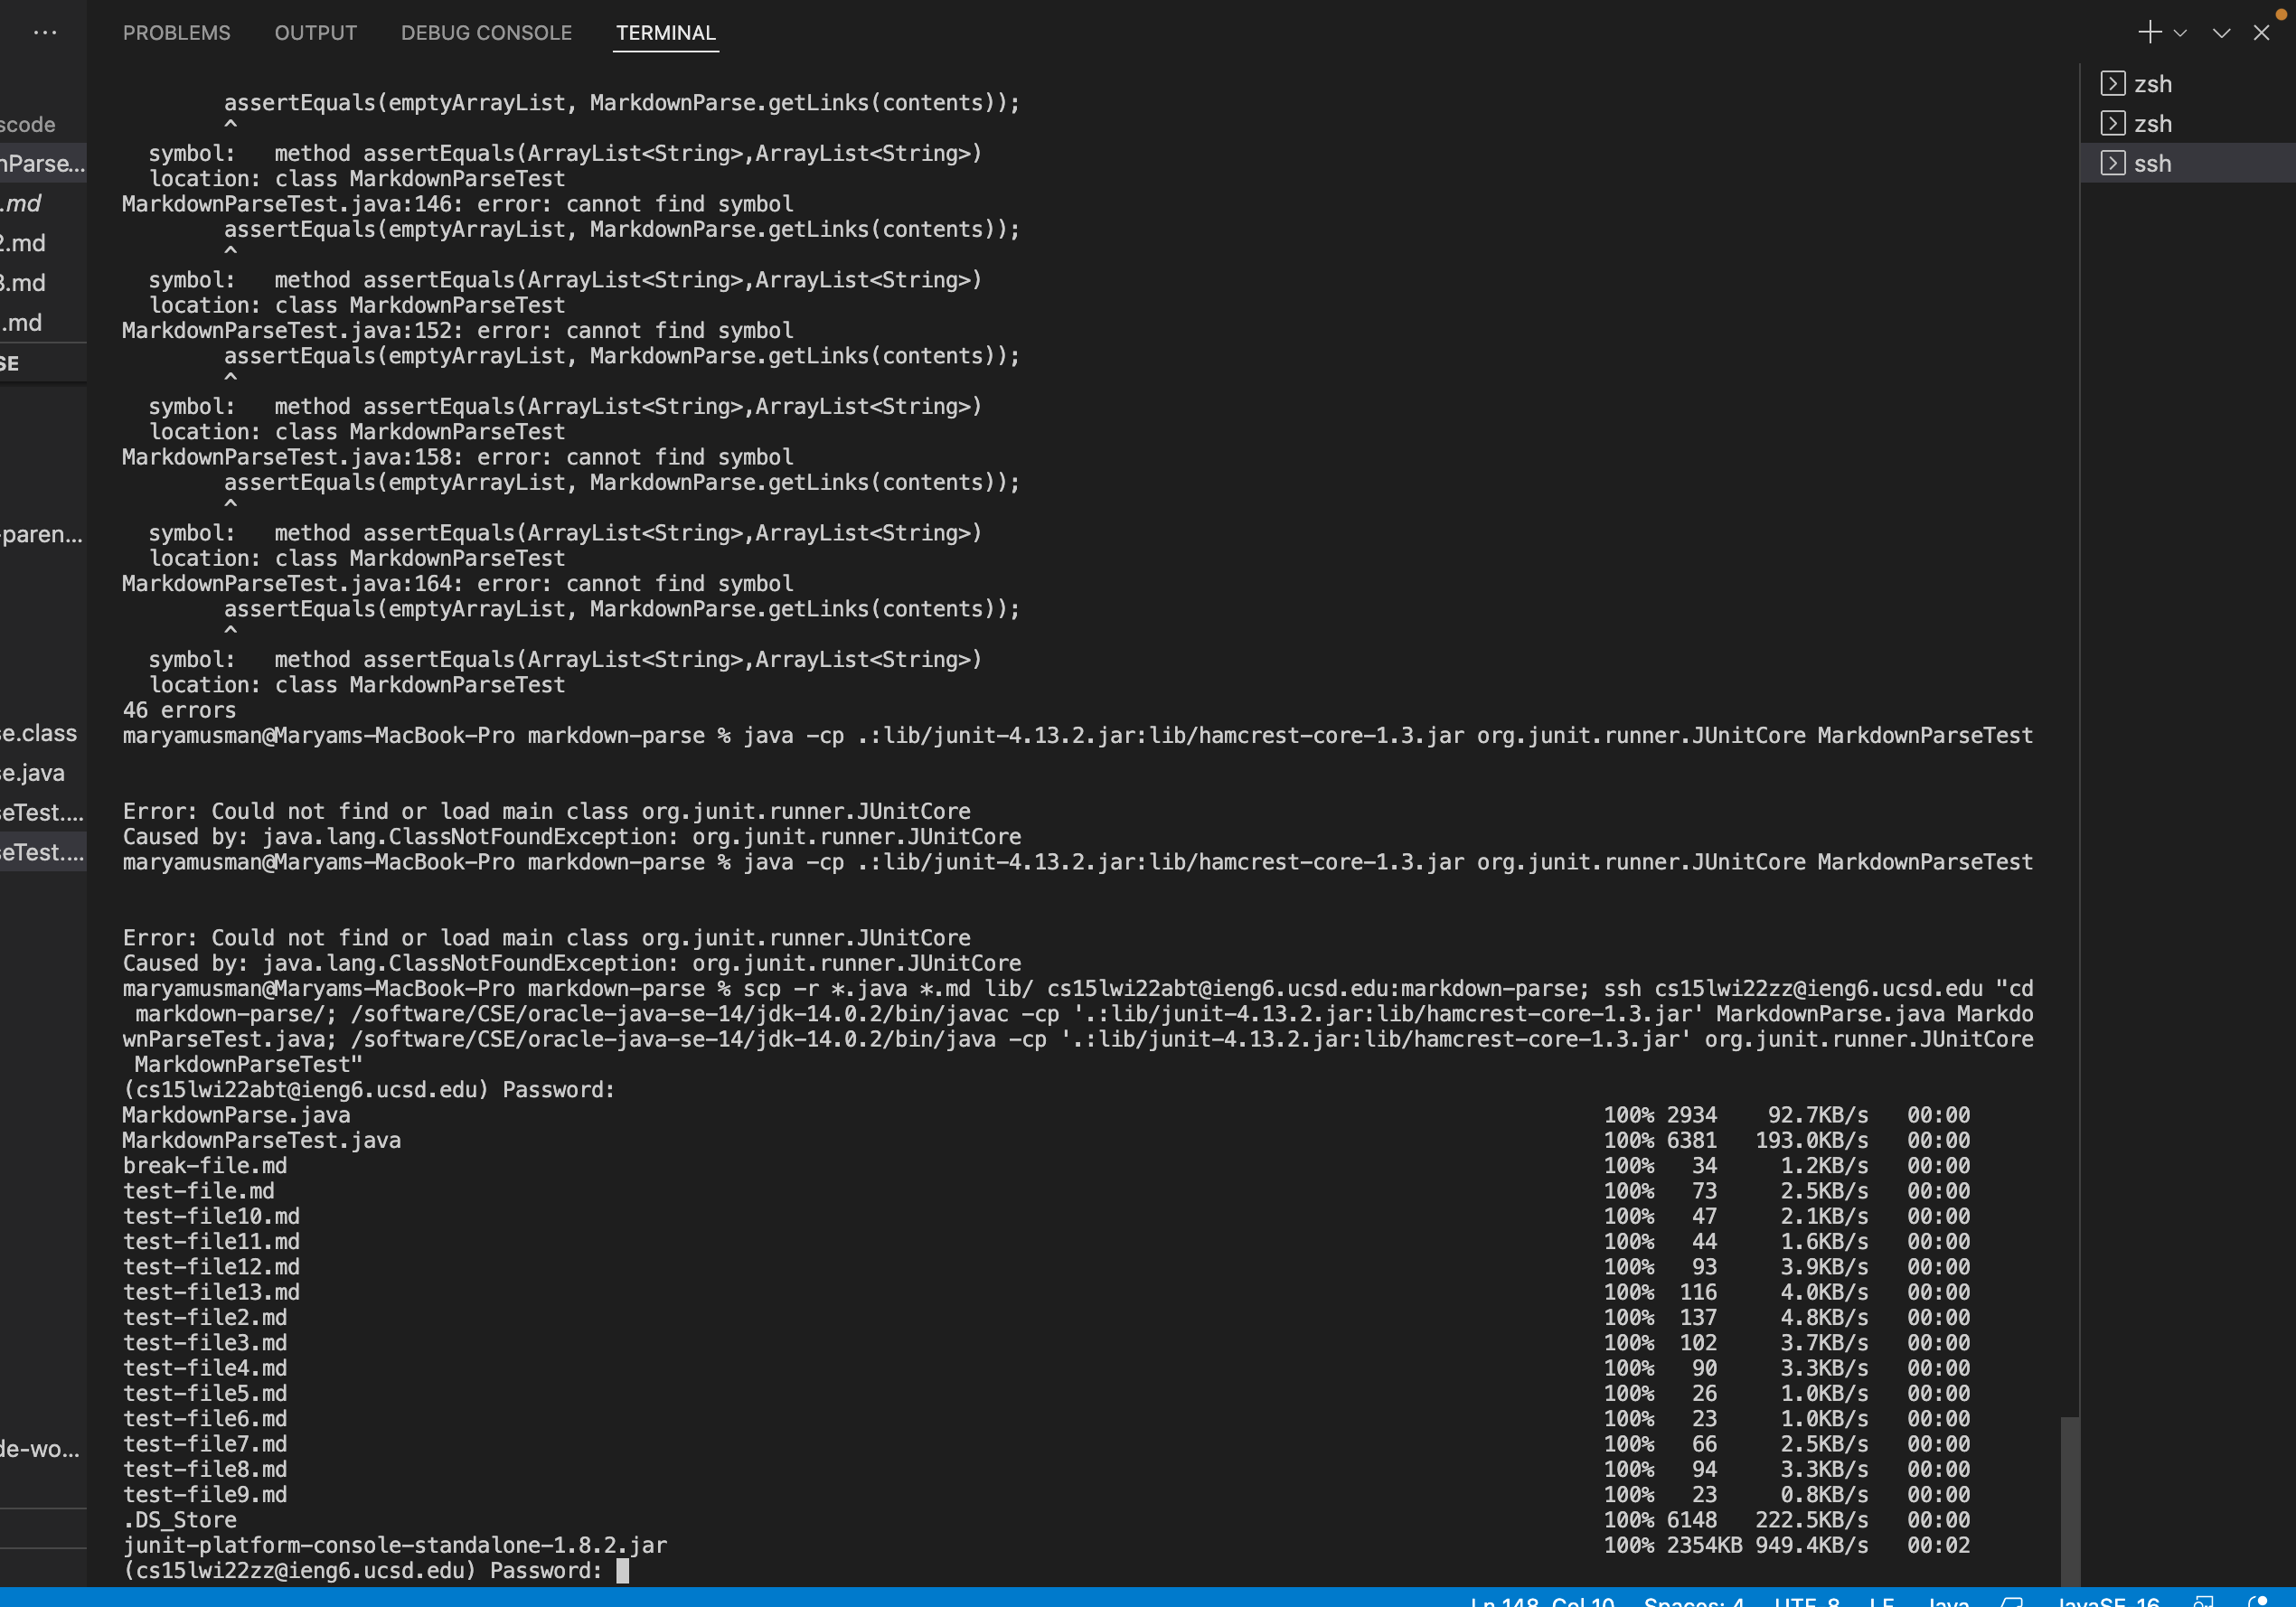 PROBLEMS OUTPUT DEBUG CONSOLE TERMINAL
zsh
zsh
ssh
scode
nParse...
.md
2.md
3.md
.md
SE
-paren...
se.class
se.java
seTest....
seTest....
de-wo...
assertEquals(emptyArrayList, MarkdownParse.getLinks(contents));
^
symbol:   method assertEquals(ArrayList<String>,ArrayList<String>)
location: class MarkdownParseTest
MarkdownParseTest.java:146: error: cannot find symbol
assertEquals(emptyArrayList, MarkdownParse.getLinks(contents));
^
symbol:   method assertEquals(ArrayList<String>,ArrayList<String>)
location: class MarkdownParseTest
MarkdownParseTest.java:152: error: cannot find symbol
assertEquals(emptyArrayList, MarkdownParse.getLinks(contents));
^
symbol:   method assertEquals(ArrayList<String>,ArrayList<String>)
location: class MarkdownParseTest
MarkdownParseTest.java:158: error: cannot find symbol
assertEquals(emptyArrayList, MarkdownParse.getLinks(contents));
^
symbol:   method assertEquals(ArrayList<String>,ArrayList<String>)
location: class MarkdownParseTest
MarkdownParseTest.java:164: error: cannot find symbol
assertEquals(emptyArrayList, MarkdownParse.getLinks(contents));
^
symbol:   method assertEquals(ArrayList<String>,ArrayList<String>)
location: class MarkdownParseTest
46 errors
maryamusman@Maryams-MacBook-Pro markdown-parse % java -cp .:lib/junit-4.13.2.jar:lib/hamcrest-core-1.3.jar org.junit.runner.JUnitCore MarkdownParseTest
Error: Could not find or load main class org.junit.runner.JUnitCore
Caused by: java.lang.ClassNotFoundException: org.junit.runner.JUnitCore
maryamusman@Maryams-MacBook-Pro markdown-parse % java -cp .:lib/junit-4.13.2.jar:lib/hamcrest-core-1.3.jar org.junit.runner.JUnitCore MarkdownParseTest
Error: Could not find or load main class org.junit.runner.JUnitCore
Caused by: java.lang.ClassNotFoundException: org.junit.runner.JUnitCore
maryamusman@Maryams-MacBook-Pro markdown-parse % scp -r *.java *.md lib/ cs15lwi22abt@ieng6.ucsd.edu:markdown-parse; ssh cs15lwi22zz@ieng6.ucsd.edu "cd
markdown-parse/; /software/CSE/oracle-java-se-14/jdk-14.0.2/bin/javac -cp '.:lib/junit-4.13.2.jar:lib/hamcrest-core-1.3.jar' MarkdownParse.java Markdo
wnParseTest.java; /software/CSE/oracle-java-se-14/jdk-14.0.2/bin/java -cp '.:lib/junit-4.13.2.jar:lib/hamcrest-core-1.3.jar' org.junit.runner.JUnitCore
MarkdownParseTest"
(cs15lwi22abt@ieng6.ucsd.edu) Password:
MarkdownParse.java 100% 2934 92.7KB/s 00:00
MarkdownParseTest.java 100% 6381 193.0KB/s 00:00
break-file.md 100% 34 1.2KB/s 00:00
test-file.md 100% 73 2.5KB/s 00:00
test-file10.md 100% 47 2.1KB/s 00:00
test-file11.md 100% 44 1.6KB/s 00:00
test-file12.md 100% 93 3.9KB/s 00:00
test-file13.md 100% 116 4.0KB/s 00:00
test-file2.md 100% 137 4.8KB/s 00:00
test-file3.md 100% 102 3.7KB/s 00:00
test-file4.md 100% 90 3.3KB/s 00:00
test-file5.md 100% 26 1.0KB/s 00:00
test-file6.md 100% 23 1.0KB/s 00:00
test-file7.md 100% 66 2.5KB/s 00:00
test-file8.md 100% 94 3.3KB/s 00:00
test-file9.md 100% 23 0.8KB/s 00:00
.DS_Store 100% 6148 222.5KB/s 00:00
junit-platform-console-standalone-1.8.2.jar 100% 2354KB 949.4KB/s 00:02
(cs15lwi22zz@ieng6.ucsd.edu) Password:
Ln 148, Col 10 Spaces: 4 UTF-8 LF Java JavaSE-16